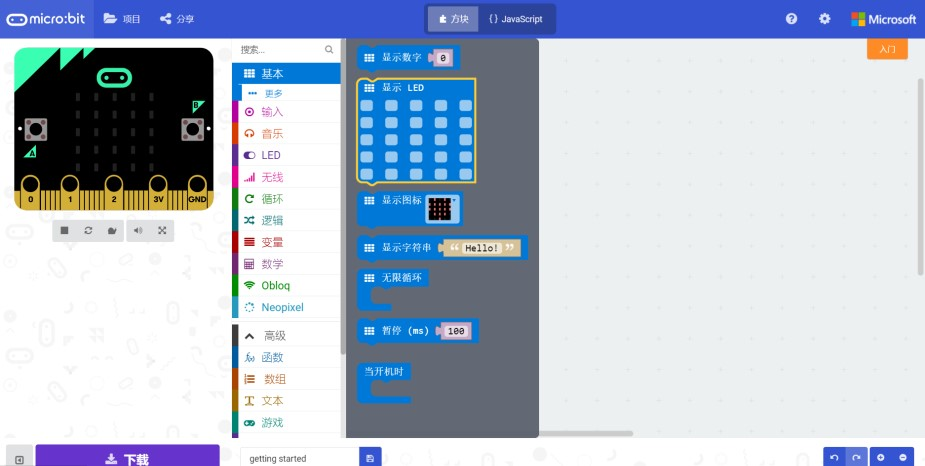 micro:bit 项目 分享 方块 {} JavaScript Microsoft
入门
B
A
0 1 2 3V GND
下载
搜索...
基本
更多
输入
音乐
LED
无线
循环
逻辑
变量
数学
Obloq
Neopixel
高级
函数
数组
文本
游戏
显示数字 0
显示 LED
显示图标
显示字符串 “ Hello! ”
无限循环
暂停 (ms) 100
当开机时
getting started